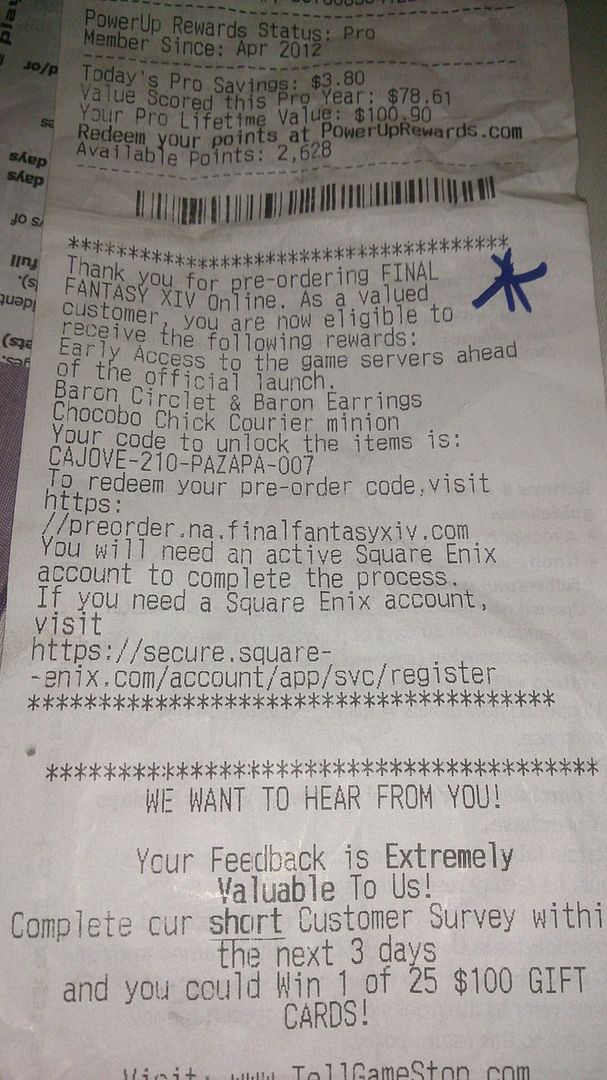 PowerUp Rewards Status: Pro
Member Since: Apr 2012
Today's Pro Savings: $3.80
Value Scored this Pro Year: $78.61
Your Pro Lifetime Value: $100.90
Redeem your points at PowerUpRewards.com
Available Points: 2,628
Thank you for pre-ordering FINAL
FANTASY XIV Online. As a valued
customer, you are now eligible to
receive the following rewards:
Early Access to the game servers ahead
of the official launch.
Baron Circlet & Baron Earrings
Chocobo Chick Courier minion
Your code to unlock the items is:
CAJOVE-210-PAZAPA-007
To redeem your pre-order code,visit
https:
//preorder.na.finalfantasyxiv.com
You will need an active Square Enix
account to complete the process.
If you need a Square Enix account,
visit
https://secure.square-
-enix.com/account/app/svc/register
WE WANT TO HEAR FROM YOU!
Your Feedback is Extremely
Valuable To Us!
Complete our short Customer Survey withi
the next 3 days
and you could Win 1 of 25 $100 GIFT
CARDS!
Visit: www.TellGameStop.com